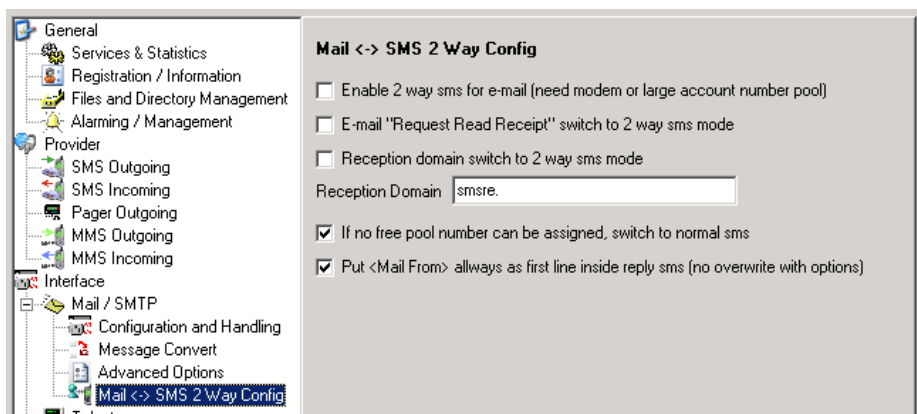 General
Services & Statistics
Registration / Information
Files and Directory Management
Alarming / Management
Provider
SMS Outgoing
SMS Incoming
Pager Outgoing
MMS Outgoing
MMS Incoming
Interface
Mail / SMTP
Configuration and Handling
Message Convert
Advanced Options
Mail <-> SMS 2 Way Config
Mail <-> SMS 2 Way Config
Enable 2 way sms for e-mail (need modem or large account number pool)
E-mail "Request Read Receipt" switch to 2 way sms mode
Reception domain switch to 2 way sms mode
Reception Domain smsre.
If no free pool number can be assigned, switch to normal sms
Put <Mail From> allways as first line inside reply sms (no overwrite with options)